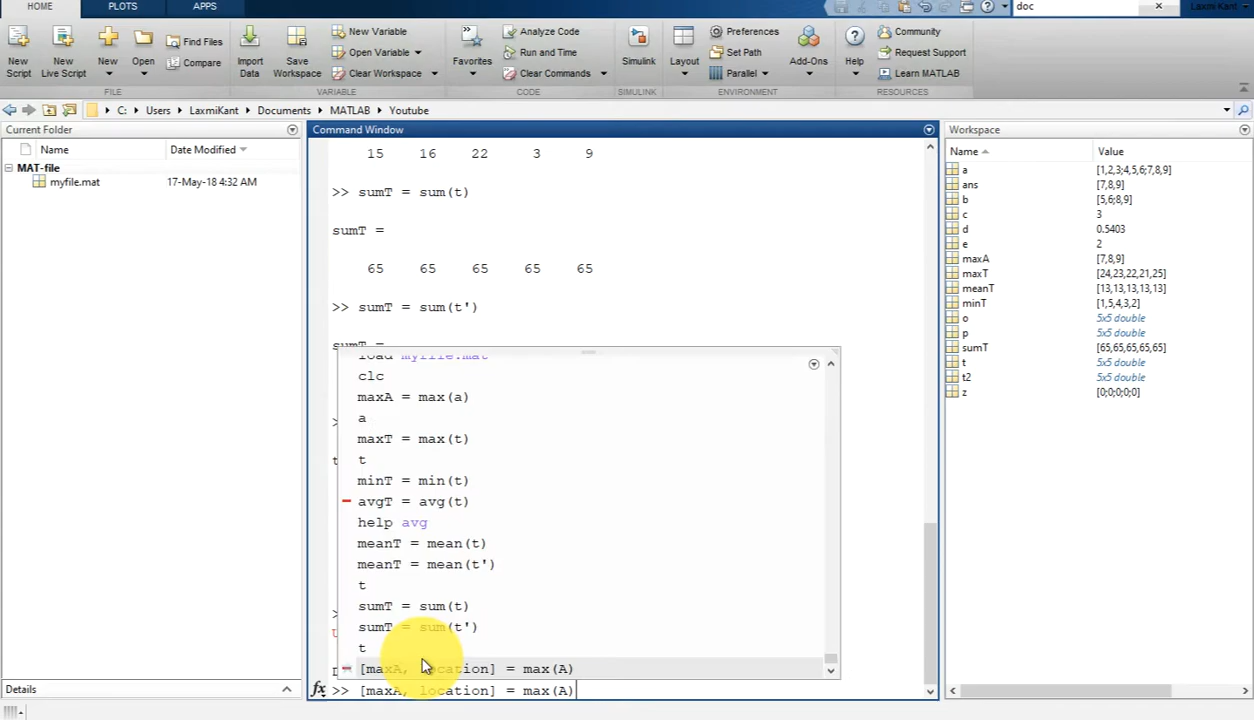 HOME PLOTS APPS doc Laxmi Kant
New Script
New Live Script
New
Open
Find Files
Compare
FILE
Import Data
Save Workspace
New Variable
Open Variable
Clear Workspace
VARIABLE
Favorites
Analyze Code
Run and Time
Clear Commands
CODE
Simulink
SIMULINK
Layout
Preferences
Set Path
Parallel
Add-Ons
ENVIRONMENT
Help
Community
Request Support
Learn MATLAB
RESOURCES
C: Users LaxmiKant Documents MATLAB Youtube
Current Folder
Name Date Modified
MAT-file
myfile.mat 17-May-18 4:32 AM
Details
Command Window
15 16 22 3 9
>> sumT = sum(t)
sumT =
65 65 65 65 65
>> sumT = sum(t')
sumT =
load myfile.mat
clc
maxA = max(a)
a
maxT = max(t)
t
minT = min(t)
avgT = avg(t)
help avg
meanT = mean(t)
meanT = mean(t')
t
sumT = sum(t)
sumT = sum(t')
t
[maxA, location] = max(A)
fx >> [maxA, location] = max(A)
Workspace
Name Value
a [1,2,3;4,5,6;7,8,9]
ans [7,8,9]
b [5,6;8,9]
c 3
d 0.5403
e 2
maxA [7,8,9]
maxT [24,23,22,21,25]
meanT [13,13,13,13,13]
minT [1,5,4,3,2]
o 5x5 double
p 5x5 double
sumT [65,65,65,65,65]
t 5x5 double
t2 5x5 double
z [0;0;0;0;0]